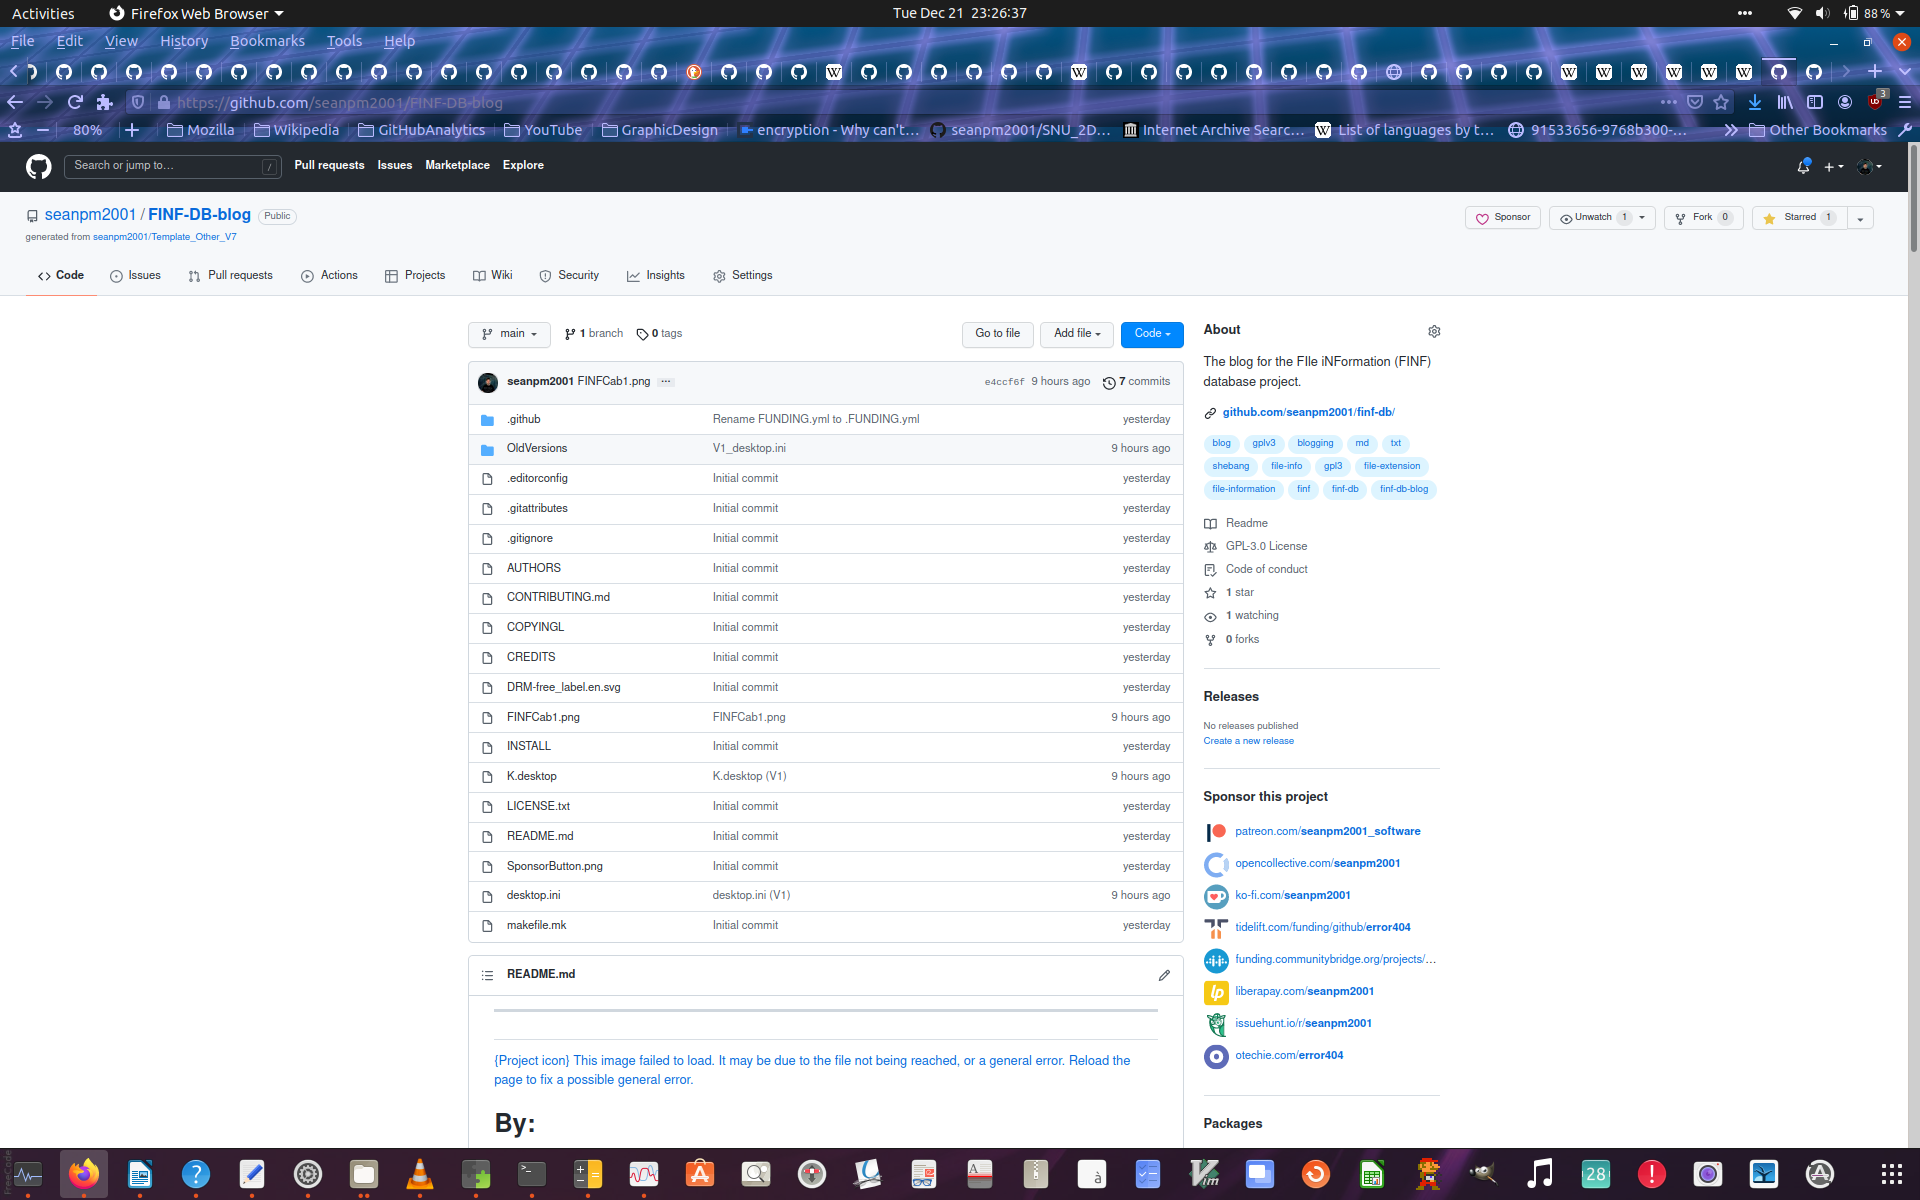 Activities
Firefox Web Browser
Tue Dec 21 23:26:37
88 %
File Edit View History Bookmarks Tools Help
https://github.com/seanpm2001/FINF-DB-blog
3
80%
Mozilla
Wikipedia
GitHubAnalytics
YouTube
GraphicDesign
encryption - Why can't…
seanpm2001/SNU_2D…
Internet Archive Searc…
List of languages by t…
91533656-9768b300-…
Other Bookmarks
Search or jump to…
/
Pull requests Issues Marketplace Explore
seanpm2001 / FINF-DB-blog
Public
generated from seanpm2001/Template_Other_V7
Sponsor
Unwatch 1
Fork 0
Starred 1
Code
Issues
Pull requests
Actions
Projects
Wiki
Security
Insights
Settings
main
1 branch
0 tags
Go to file
Add file
Code
seanpm2001 FINFCab1.png
e4ccf6f 9 hours ago
7 commits
.github Rename FUNDING.yml to .FUNDING.yml yesterday
OldVersions V1_desktop.ini 9 hours ago
.editorconfig Initial commit yesterday
.gitattributes Initial commit yesterday
.gitignore Initial commit yesterday
AUTHORS Initial commit yesterday
CONTRIBUTING.md Initial commit yesterday
COPYINGL Initial commit yesterday
CREDITS Initial commit yesterday
DRM-free_label.en.svg Initial commit yesterday
FINFCab1.png FINFCab1.png 9 hours ago
INSTALL Initial commit yesterday
K.desktop K.desktop (V1) 9 hours ago
LICENSE.txt Initial commit yesterday
README.md Initial commit yesterday
SponsorButton.png Initial commit yesterday
desktop.ini desktop.ini (V1) 9 hours ago
makefile.mk Initial commit yesterday
README.md
{Project icon} This image failed to load. It may be due to the file not being reached, or a general error. Reload the
page to fix a possible general error.
By:
About
The blog for the FIle iNFormation (FINF)
database project.
github.com/seanpm2001/finf-db/
blog gplv3 blogging md txt
shebang file-info gpl3 file-extension
file-information finf finf-db finf-db-blog
Readme
GPL-3.0 License
Code of conduct
1 star
1 watching
0 forks
Releases
No releases published
Create a new release
Sponsor this project
patreon.com/seanpm2001_software
opencollective.com/seanpm2001
ko-fi.com/seanpm2001
tidelift.com/funding/github/error404
funding.communitybridge.org/projects/…
liberapay.com/seanpm2001
issuehunt.io/r/seanpm2001
otechie.com/error404
Packages
28